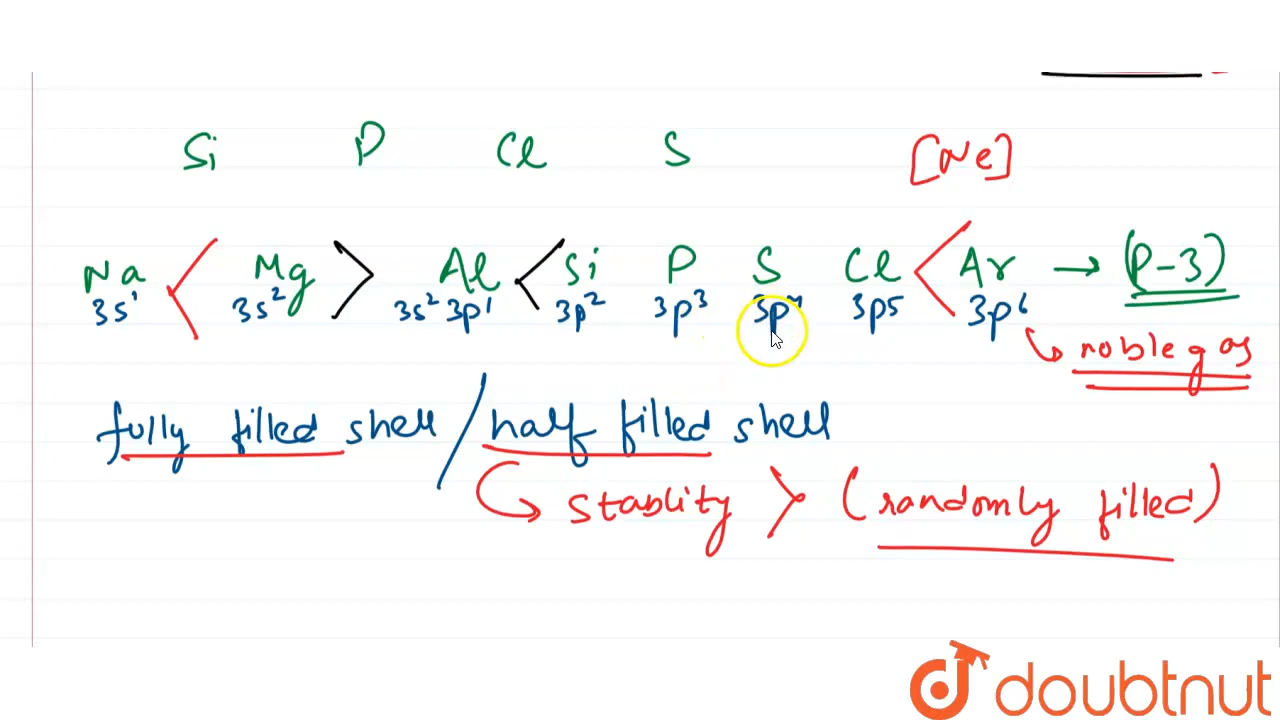 Si P Cl S [Ne]
Na < Mg > Al < Si P S Cl < Ar → (P-3)
3s¹ 3s² 3s² 3p¹ 3p² 3p³ 3p⁴ 3p⁵ 3p⁶
noble gas
fully filled shell / half filled shell
↪ stablity > (randomly filled)
doubtnut